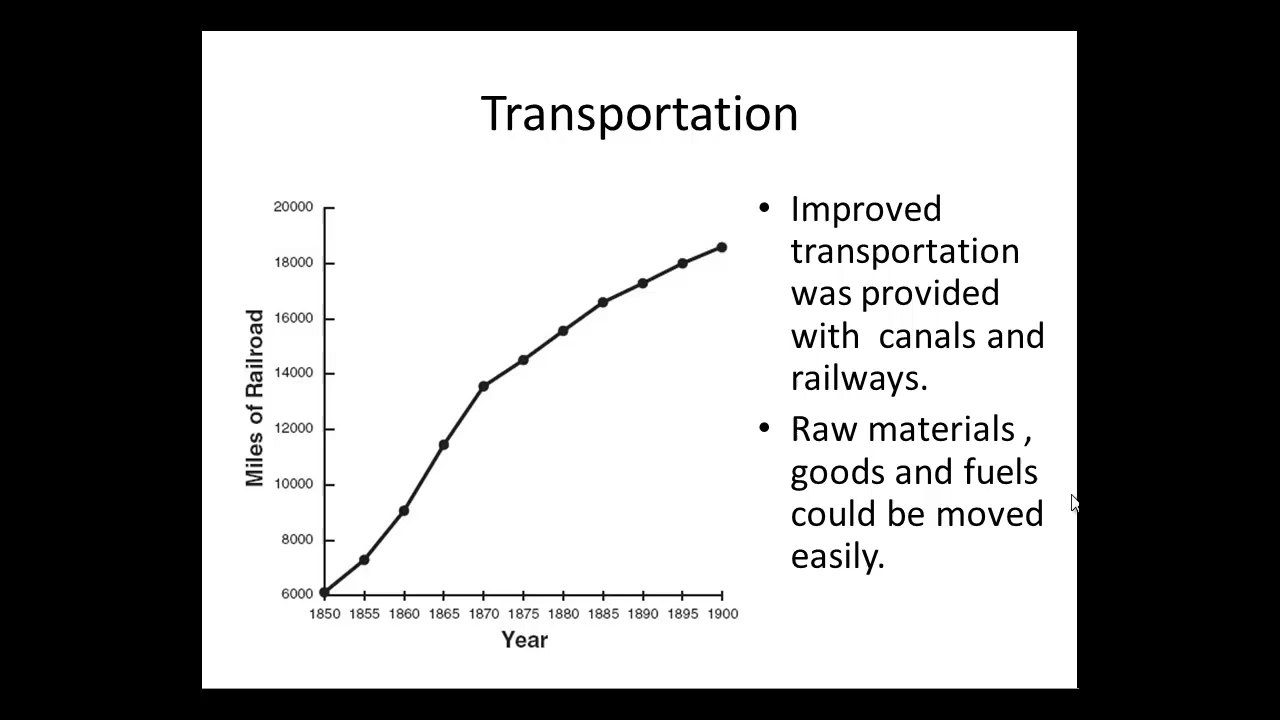 Transportation
20000
18000
16000
14000
12000
10000
8000
6000
Miles of Railroad
1850 1855 1860 1865 1870 1875 1880 1885 1890 1895 1900
Year
• Improved
transportation
was provided
with  canals and
railways.
• Raw materials ,
goods and fuels
could be moved
easily.